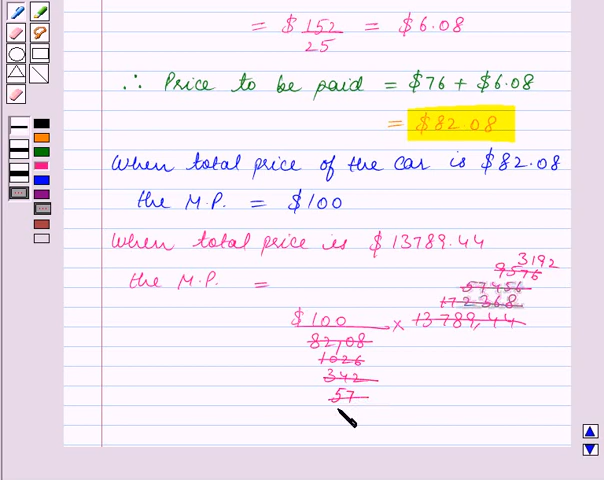 = $ 152/25 = $6.08
∴ Price to be paid = $76 + $6.08
= $82.08
When total price of the car is $82.08
the M.P. = $100
When total price is $13789.44
the M.P. =
3192
9576
57456
172368
$100 × 13789.44
82.08
1026
342
57